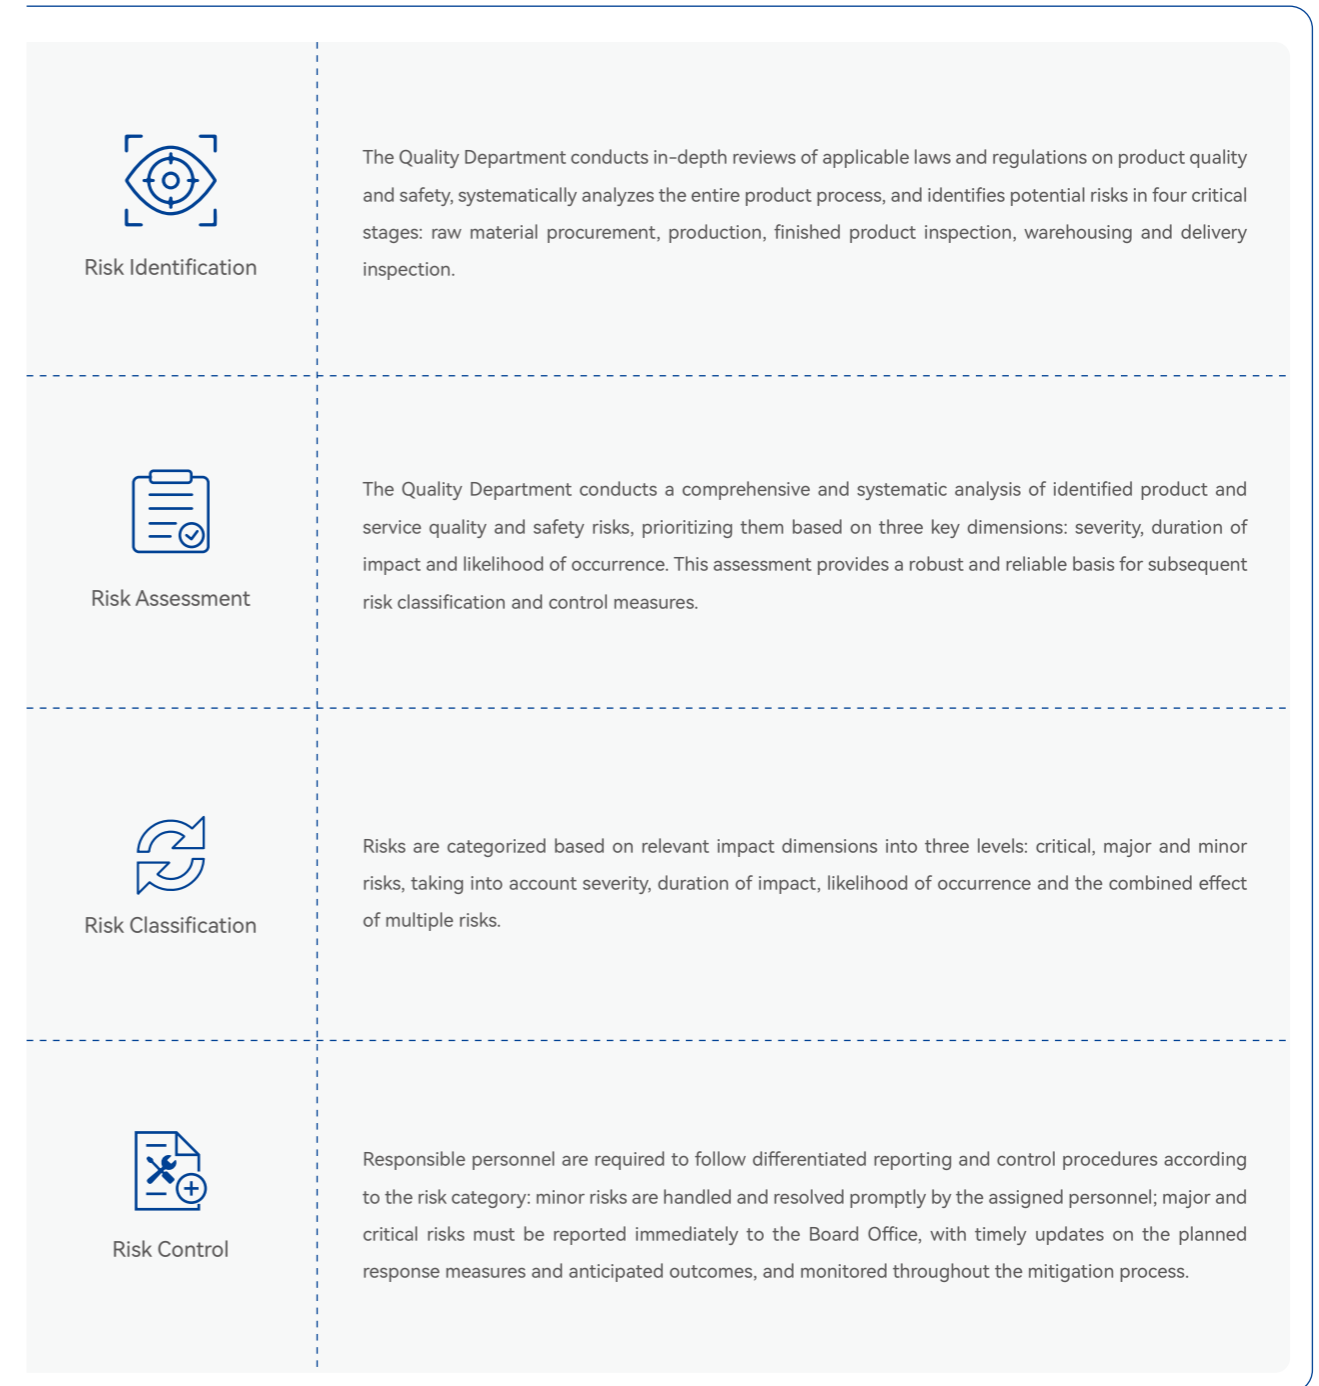 Risk Identification
The Quality Department conducts in-depth reviews of applicable laws and regulations on product quality
and safety, systematically analyzes the entire product process, and identifies potential risks in four critical
stages: raw material procurement, production, finished product inspection, warehousing and delivery
inspection.
Risk Assessment
The Quality Department conducts a comprehensive and systematic analysis of identified product and
service quality and safety risks, prioritizing them based on three key dimensions: severity, duration of
impact and likelihood of occurrence. This assessment provides a robust and reliable basis for subsequent
risk classification and control measures.
Risk Classification
Risks are categorized based on relevant impact dimensions into three levels: critical, major and minor
risks, taking into account severity, duration of impact, likelihood of occurrence and the combined effect
of multiple risks.
Risk Control
Responsible personnel are required to follow differentiated reporting and control procedures according
to the risk category: minor risks are handled and resolved promptly by the assigned personnel; major and
critical risks must be reported immediately to the Board Office, with timely updates on the planned
response measures and anticipated outcomes, and monitored throughout the mitigation process.